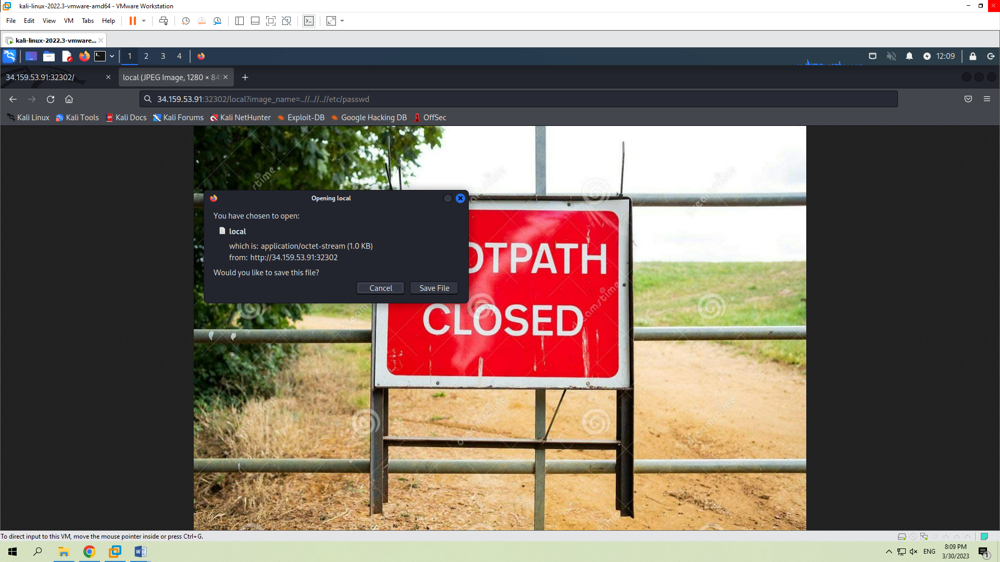 kali-linux-2022.3-vmware-amd64 - VMware Workstation
File Edit View VM Tabs Help
kali-linux-2022.3-vmware...
1 2 3 4 12:09
34.159.53.91:32302/
local (JPEG Image, 1280 × 845
34.159.53.91:32302/local?image_name=..//..//..//etc/passwd
Kali Linux Kali Tools Kali Docs Kali Forums Kali NetHunter Exploit-DB Google Hacking DB OffSec
Opening local
You have chosen to open:
local
which is: application/octet-stream (1.0 KB)
from: http://34.159.53.91:32302
Would you like to save this file?
Cancel Save File
OTPATH
CLOSED
dreamstime
To direct input to this VM, move the mouse pointer inside or press Ctrl+G.
ENG
8:09 PM
3/30/2023
1